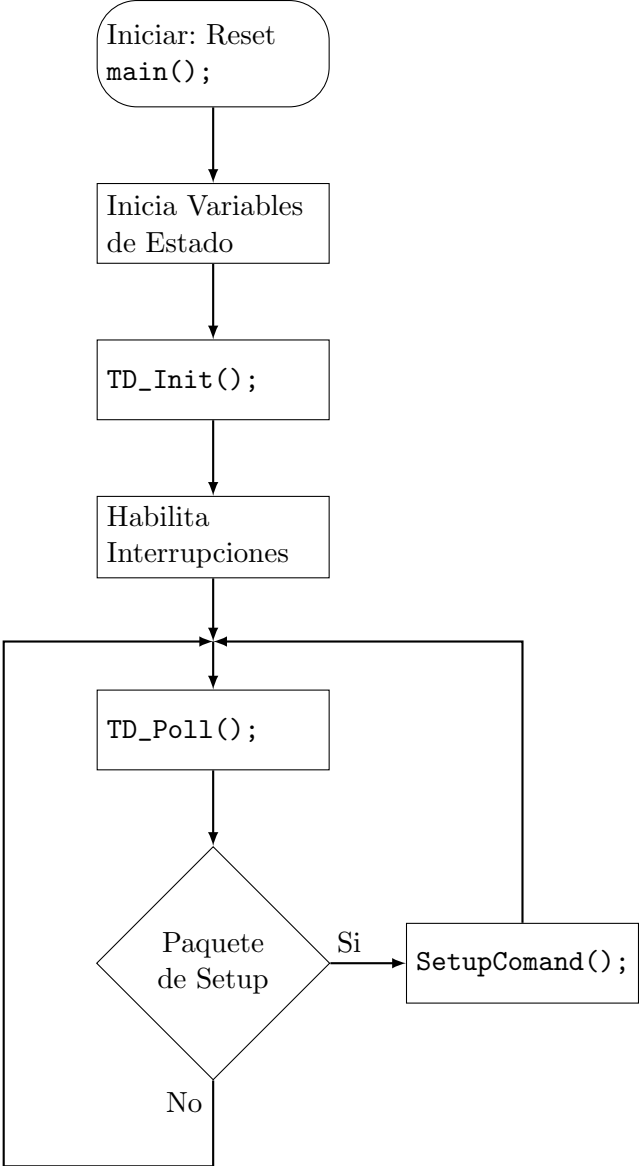 Iniciar: Reset
main();
Inicia Variables
de Estado
TD_Init();
Habilita
Interrupciones
TD_Poll();
Paquete
de Setup
Si
SetupComand();
No